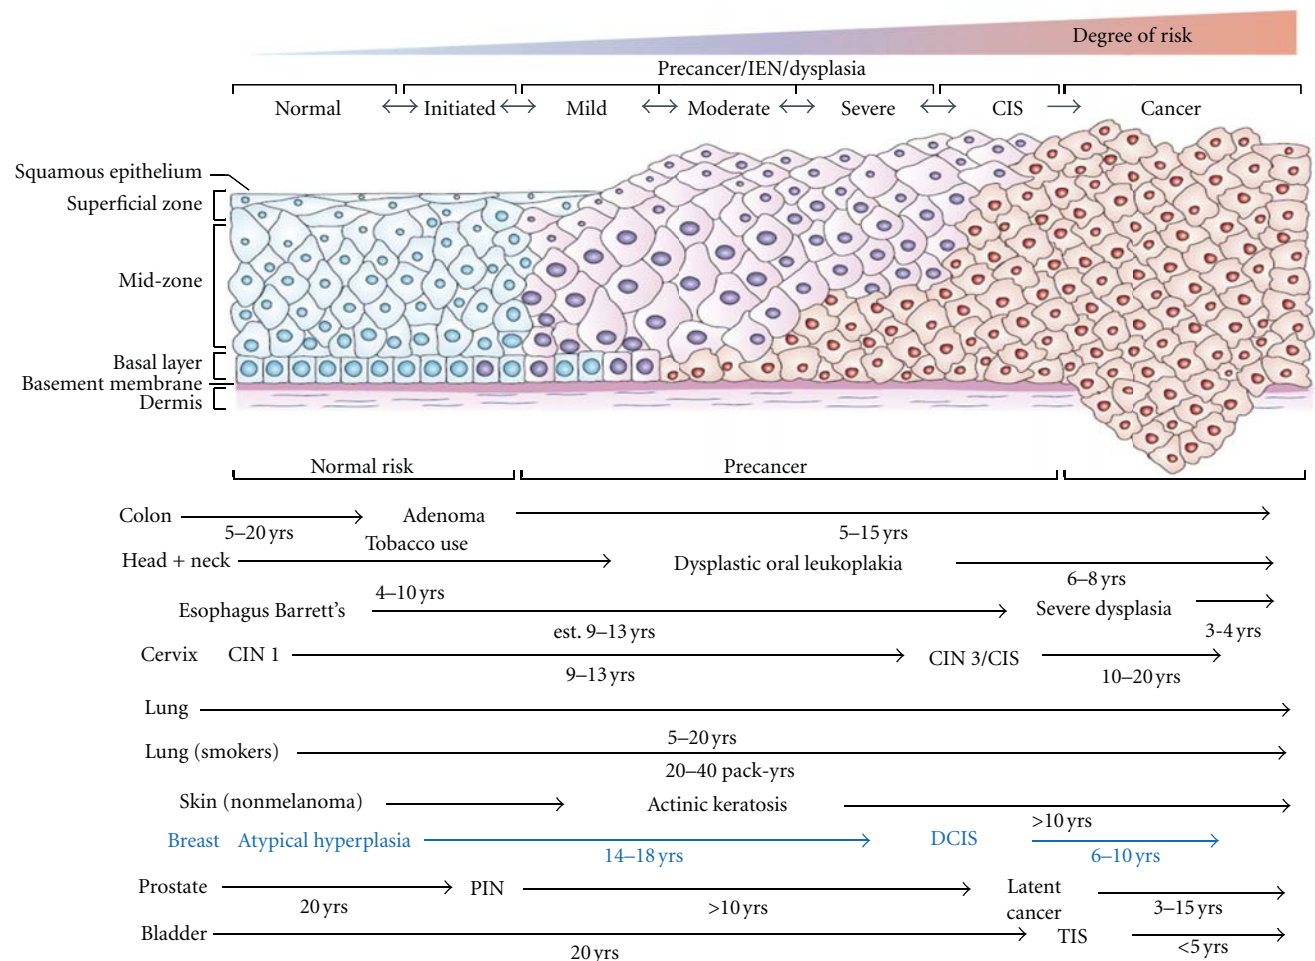 Degree of risk
Precancer/IEN/dysplasia
Normal Initiated Mild Moderate Severe CIS Cancer
Squamous epithelium
Superficial zone
Mid-zone
Basal layer
Basement membrane
Dermis
Normal risk Precancer
Colon Adenoma
5–20 yrs 5–15 yrs
Tobacco use
Head + neck Dysplastic oral leukoplakia
4–10 yrs 6–8 yrs
Esophagus Barrett's Severe dysplasia
est. 9–13 yrs 3-4 yrs
Cervix CIN 1 CIN 3/CIS
9–13 yrs 10–20 yrs
Lung
5–20 yrs
Lung (smokers)
20–40 pack-yrs
Skin (nonmelanoma) Actinic keratosis
>10 yrs
Breast Atypical hyperplasia DCIS
14–18 yrs 6–10 yrs
Prostate PIN Latent
cancer
20 yrs >10 yrs 3–15 yrs
Bladder TIS
20 yrs <5 yrs